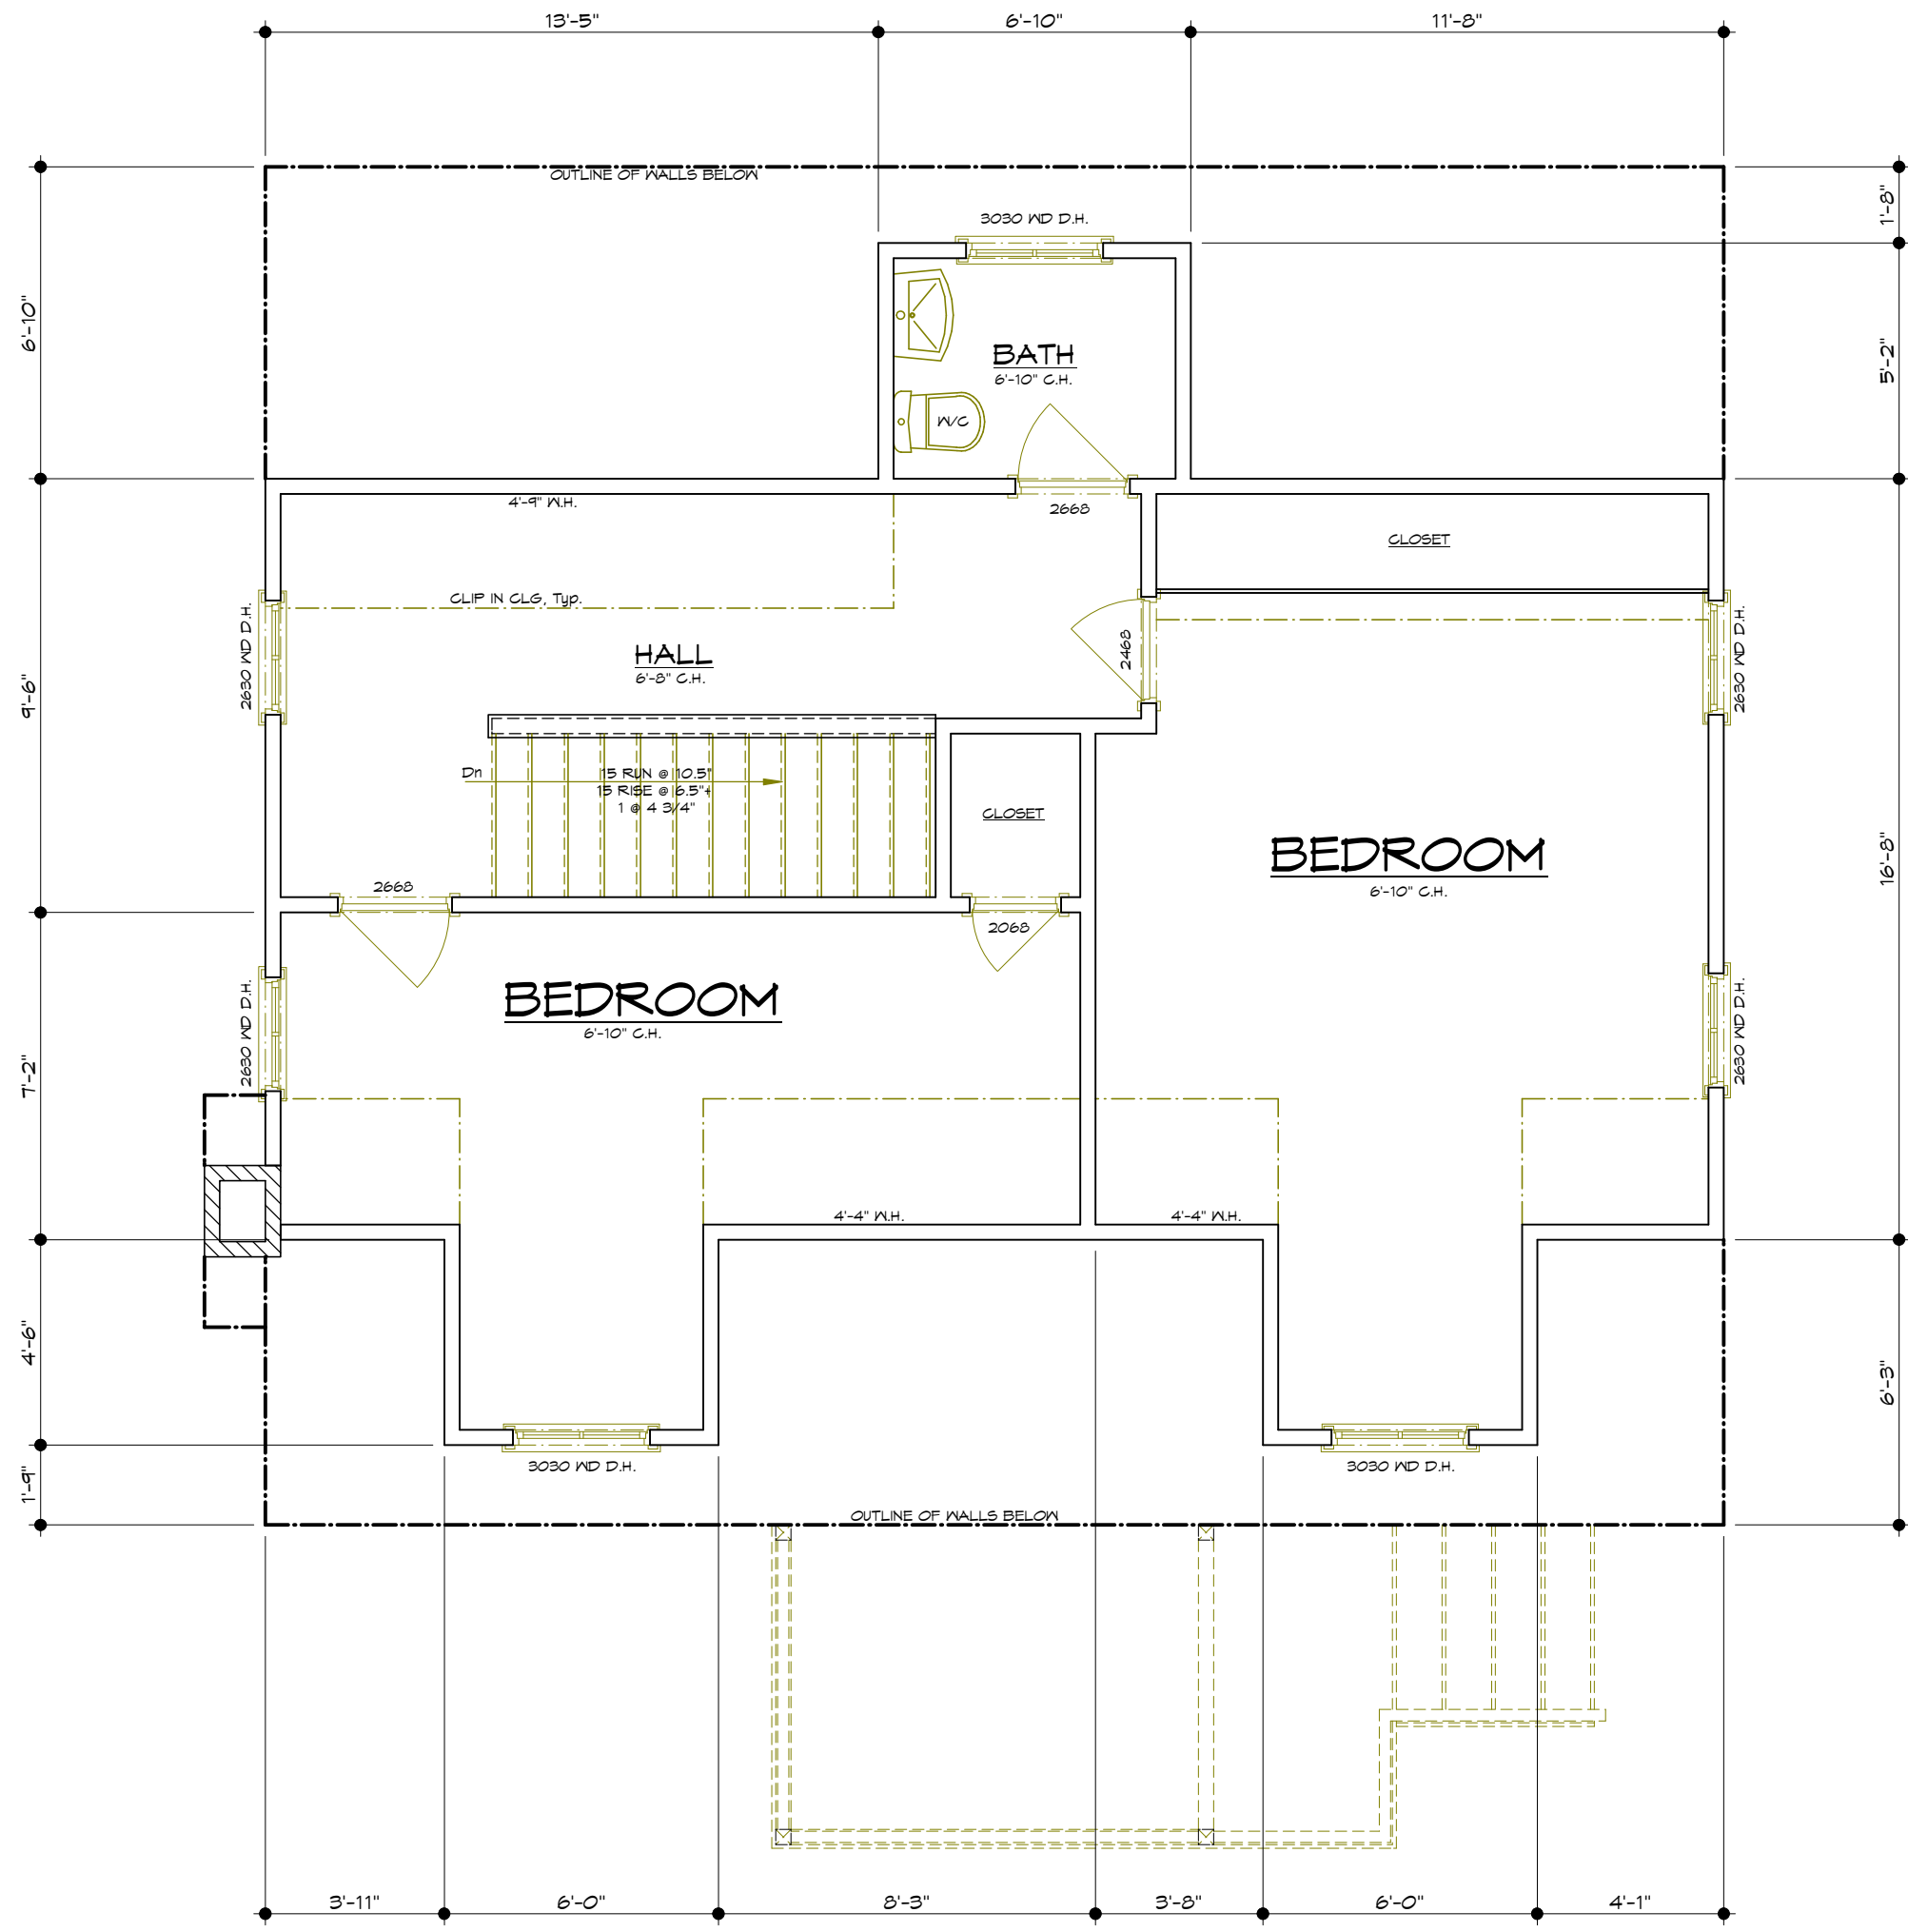 13'-5" 6'-10" 11'-8"
OUTLINE OF WALLS BELOW
1'-8"
3030 WD D.H.
6'-10"
BATH
6'-10" C.H.
5'-2"
W/C
4'-9" W.H.
2668
CLOSET
CLIP IN CLG, Typ.
2630 WD D.H.
HALL
6'-8" C.H.
2468
2630 WD D.H.
9'-6"
Dn
15 RUN @ 10.5"
15 RISE @ 6.5"+
1 @ 4 3/4"
CLOSET
BEDROOM
6'-10" C.H.
16'-8"
2668
2068
BEDROOM
6'-10" C.H.
2630 WD D.H.
2630 WD D.H.
7'-2"
4'-4" W.H.
4'-4" W.H.
4'-6"
6'-3"
3030 WD D.H.
3030 WD D.H.
1'-9"
OUTLINE OF WALLS BELOW
3'-11" 6'-0" 8'-3" 3'-8" 6'-0" 4'-1"